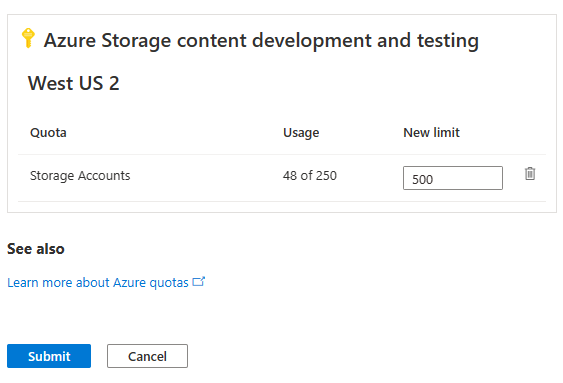 Azure Storage content development and testing
West US 2
Quota Usage New limit
Storage Accounts 48 of 250 500
See also
Learn more about Azure quotas
Submit Cancel